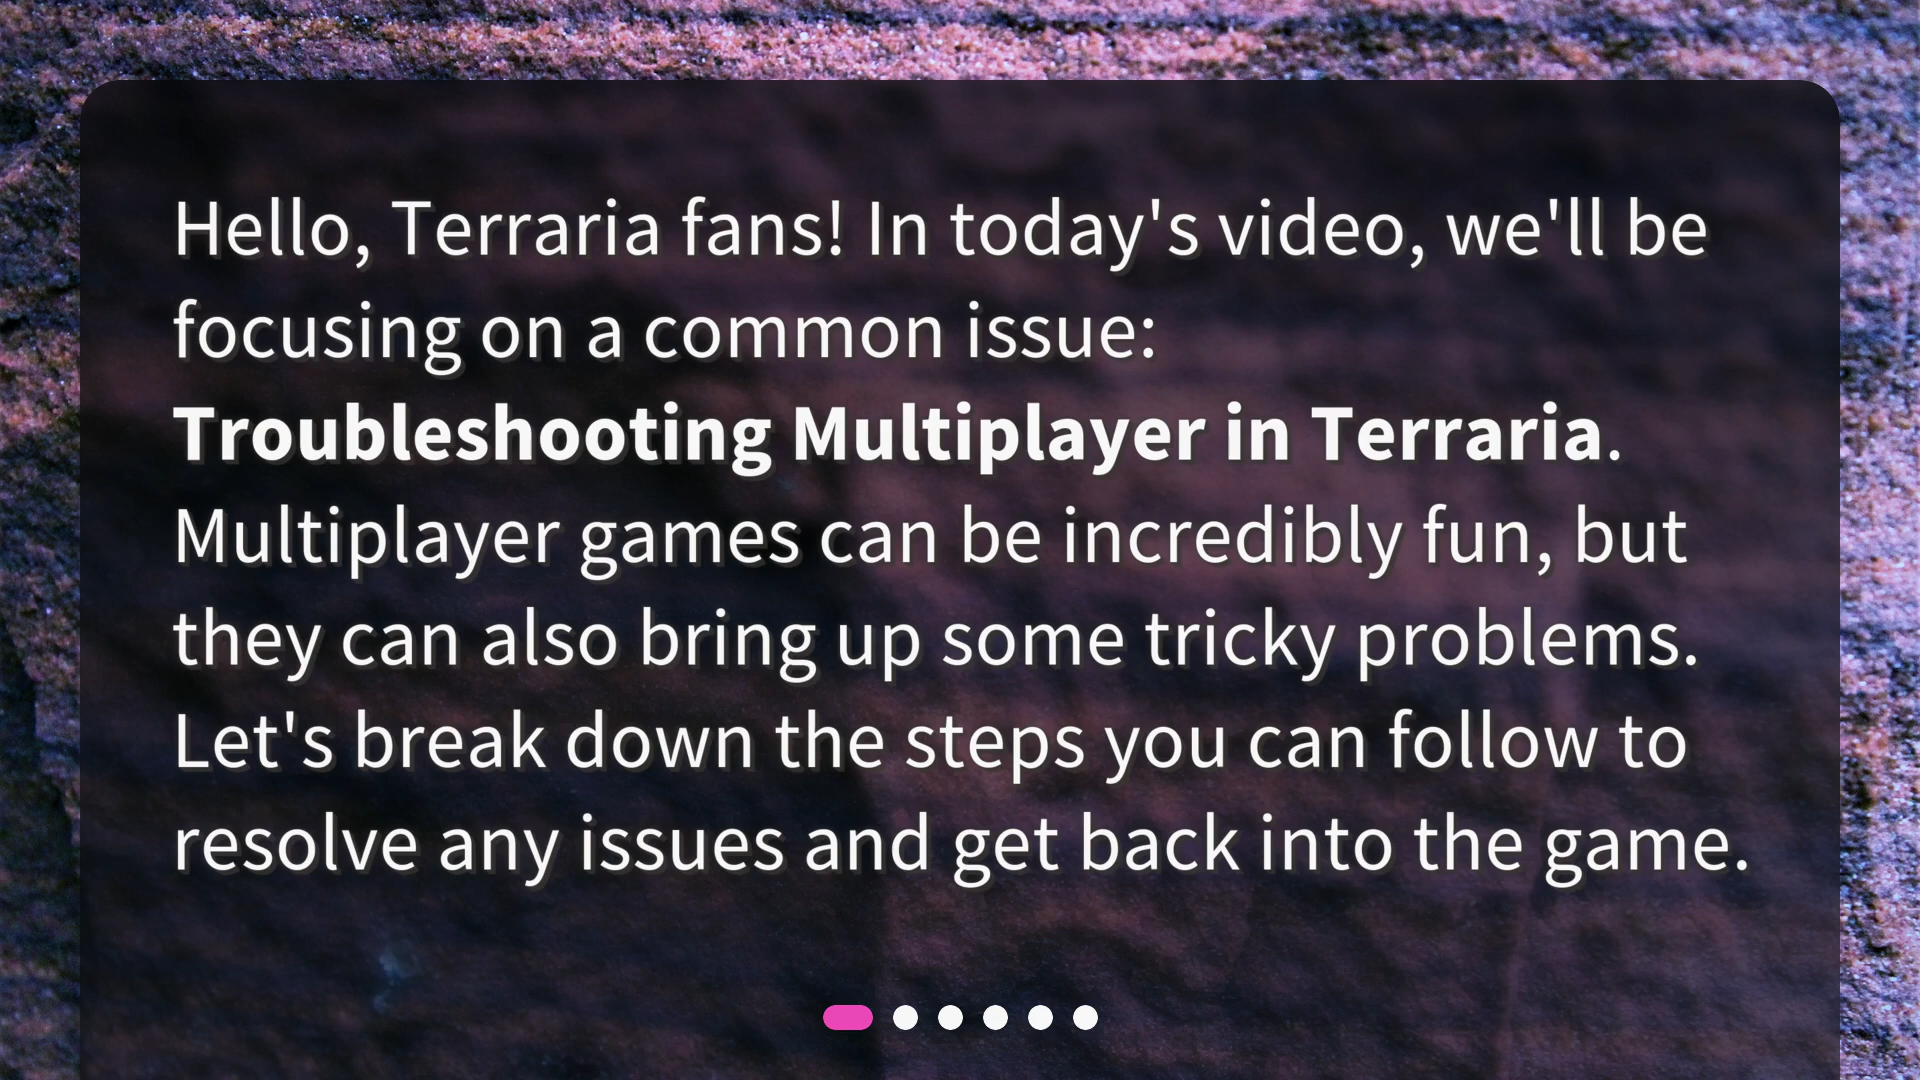 Hello, Terraria fans! In today's video, we'll be
focusing on a common issue:
Troubleshooting Multiplayer in Terraria.
Multiplayer games can be incredibly fun, but
they can also bring up some tricky problems.
Let's break down the steps you can follow to
resolve any issues and get back into the game.